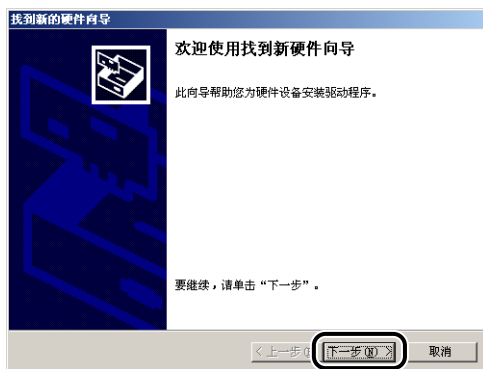 找到新的硬件向导
欢迎使用找到新硬件向导
此向导帮助您为硬件设备安装驱动程序。
要继续，请单击“下一步”。
<上一步(
下一步(N) >
取消